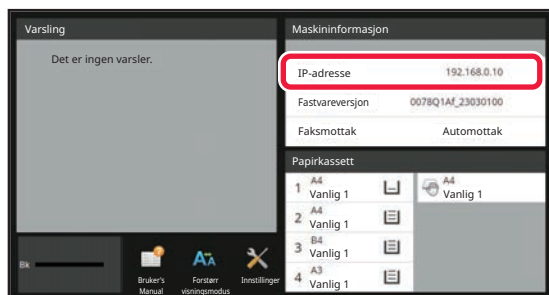 Varsling
Det er ingen varsler.
Maskininformasjon
IP-adresse 192.168.0.10
Fastvareversjon 0078Q1Af_23030100
Faksmottak Automottak
Papirkassett
1 A4
Vanlig 1
A4
Vanlig 1
2 A4
Vanlig 1
3 B4
Vanlig 1
4 A3
Vanlig 1
Bk
Bruker's
Manual
Forstørr
visningsmodus
Innstillinger